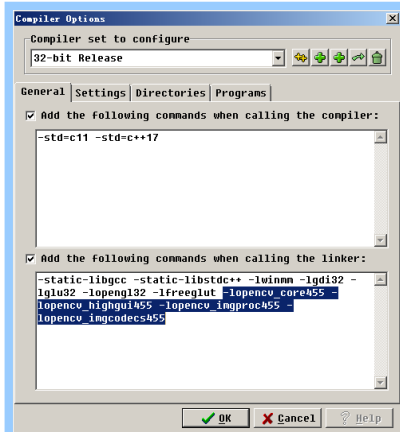 Compiler Options
Compiler set to configure
32-bit Release
General Settings Directories Programs
Add the following commands when calling the compiler:
-std=c11 -std=c++17
Add the following commands when calling the linker:
-static-libgcc -static-libstdc++ -lwinmm -lgdi32 -
lglu32 -lopengl32 -lfreeglut -lopencv_core455 -
lopencv_highgui455 -lopencv_imgproc455 -
lopencv_imgcodecs455
OK Cancel Help